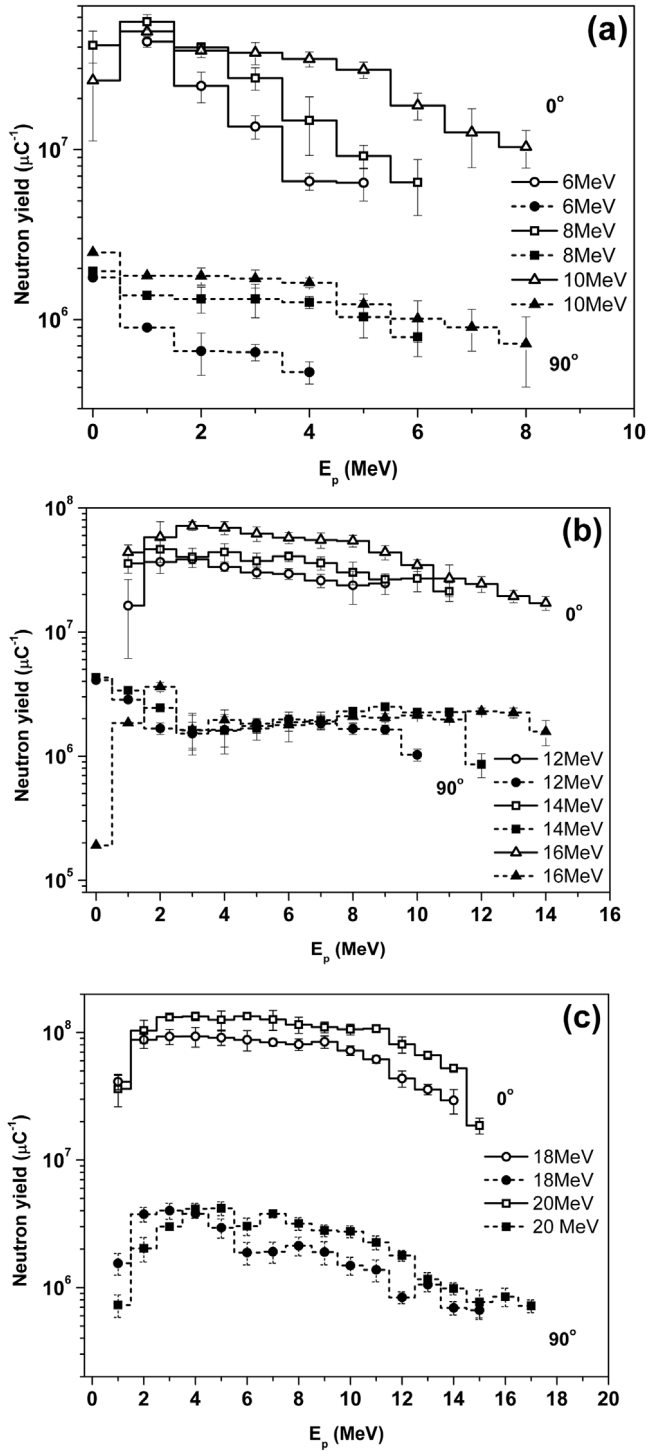 (a)
0°
10⁷
10⁶
Neutron yield (μC⁻¹)
6MeV
6MeV
8MeV
8MeV
10MeV
10MeV
90°
0 2 4 6 8 10
E_p (MeV)
(b)
10⁸
0°
10⁷
10⁶
10⁵
Neutron yield (μC⁻¹)
90°
12MeV
12MeV
14MeV
14MeV
16MeV
16MeV
0 2 4 6 8 10 12 14 16
E_p (MeV)
(c)
10⁸
0°
10⁷
10⁶
Neutron yield (μC⁻¹)
18MeV
18MeV
20MeV
20 MeV
90°
0 2 4 6 8 10 12 14 16 18 20
E_p (MeV)